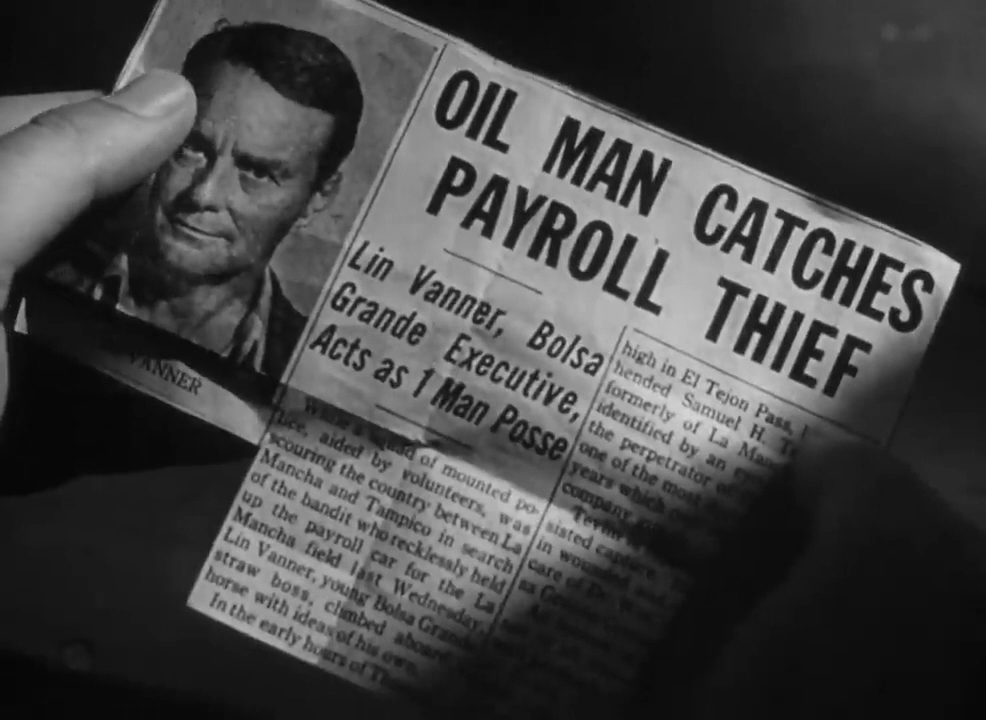 OIL MAN CATCHES
PAYROLL THIEF
Lin Vanner, Bolsa
Grande Executive,
Acts as 1 Man Posse
VANNER
While a squad of mounted po-
lice, aided by volunteers, was
scouring the country between La
Mancha and Tampico in search
of the bandit who recklessly held
up the payroll car for the La
Mancha field last Wednesday,
Lin Vanner, young Bolsa Grande
straw boss, climbed aboard
horse with ideas of his own.
In the early hours of
high in El Tejon Pass,
hended Samuel H.
formerly of La
identified by an
the perpetrator
one of the most
years which
company
sisted
in
care of Dr.
as